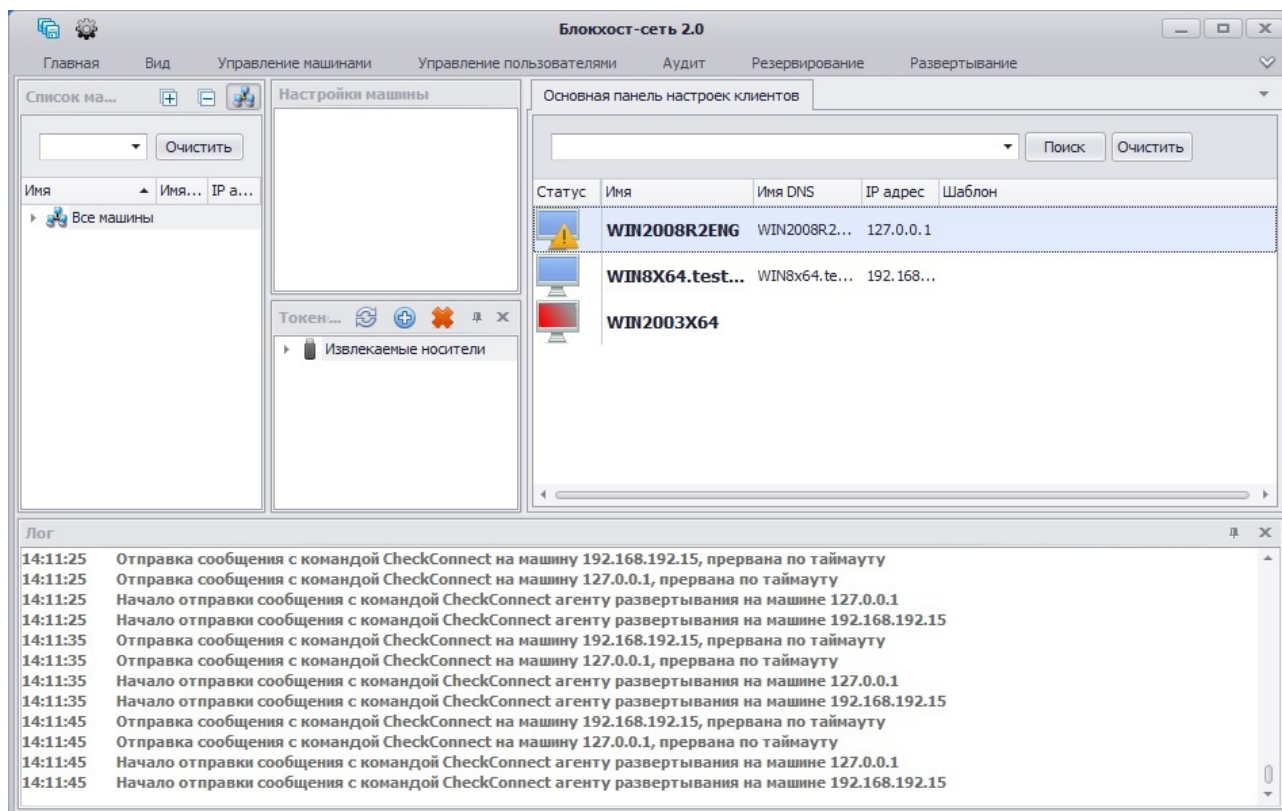 Блокхост-сеть 2.0
Главная Вид Управление машинами Управление пользователями Аудит Резервирование Развертывание
Список ма...
Очистить
Имя Имя... IP а...
Все машины
Настройки машины
Токен:...
Извлекаемые носители
Основная панель настроек клиентов
Поиск Очистить
Статус Имя Имя DNS IP адрес Шаблон
WIN2008R2ENG WIN2008R2... 127.0.0.1
WIN8X64.test... WIN8x64.te... 192.168...
WIN2003X64
Лог
14:11:25 Отправка сообщения с командой CheckConnect на машину 192.168.192.15, прервана по таймауту
14:11:25 Отправка сообщения с командой CheckConnect на машину 127.0.0.1, прервана по таймауту
14:11:25 Начало отправки сообщения с командой CheckConnect агенту развертывания на машине 127.0.0.1
14:11:25 Начало отправки сообщения с командой CheckConnect агенту развертывания на машине 192.168.192.15
14:11:35 Отправка сообщения с командой CheckConnect на машину 192.168.192.15, прервана по таймауту
14:11:35 Отправка сообщения с командой CheckConnect на машину 127.0.0.1, прервана по таймауту
14:11:35 Начало отправки сообщения с командой CheckConnect агенту развертывания на машине 127.0.0.1
14:11:35 Начало отправки сообщения с командой CheckConnect агенту развертывания на машине 192.168.192.15
14:11:45 Отправка сообщения с командой CheckConnect на машину 192.168.192.15, прервана по таймауту
14:11:45 Отправка сообщения с командой CheckConnect на машину 127.0.0.1, прервана по таймауту
14:11:45 Начало отправки сообщения с командой CheckConnect агенту развертывания на машине 127.0.0.1
14:11:45 Начало отправки сообщения с командой CheckConnect агенту развертывания на машине 192.168.192.15